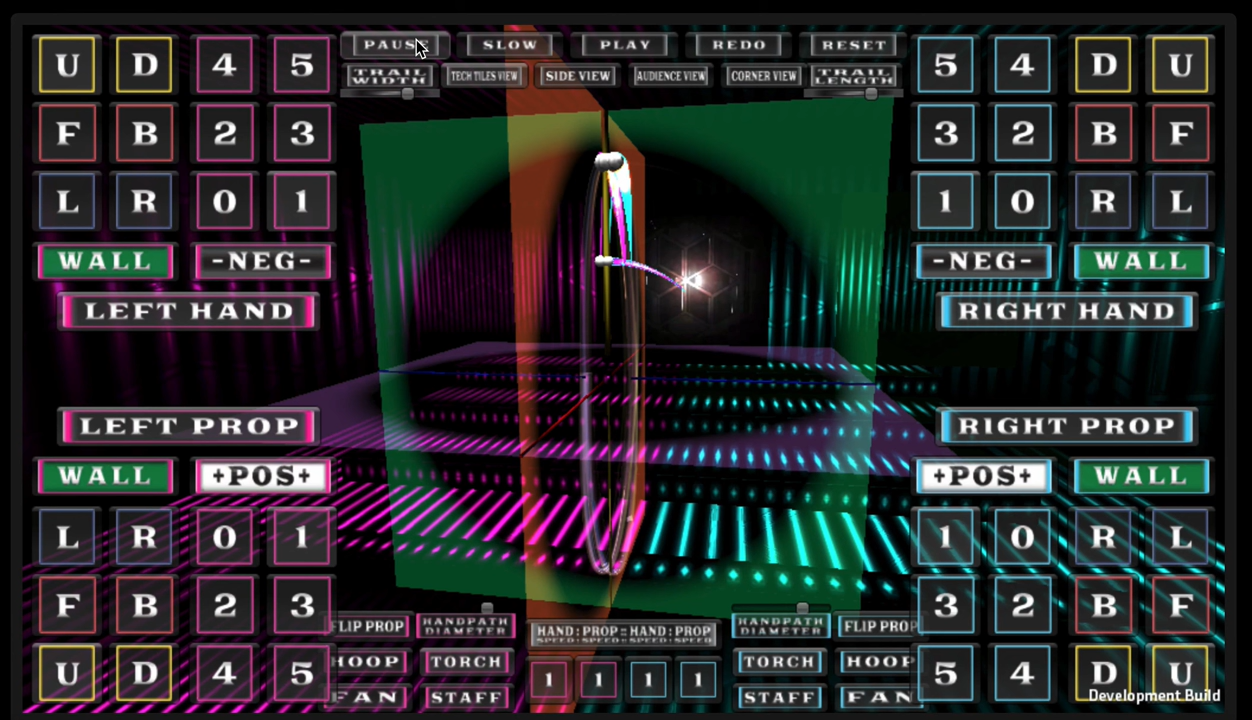 U D 4 5 PAUSE SLOW PLAY REDO RESET 5 4 D U
TRAIL WIDTH TECH TILES VIEW SIDE VIEW AUDIENCE VIEW CORNER VIEW TRAIL LENGTH
F B 2 3 3 2 B F
L R 0 1 1 0 R L
WALL -NEG- -NEG- WALL
LEFT HAND RIGHT HAND
LEFT PROP RIGHT PROP
WALL +POS+ +POS+ WALL
L R 0 1 1 0 R L
F B 2 3 3 2 B F
FLIP PROP HANDPATH DIAMETER HAND : PROP :: HAND : PROP HANDPATH DIAMETER FLIP PROP
SPEED : SPEED :: SPEED : SPEED
HOOP TORCH TORCH HOOP
U D 4 5 1 1 1 1 5 4 D U
FAN STAFF STAFF FAN
Development Build